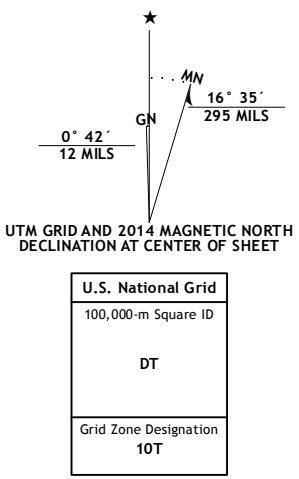 MN
GN
16° 35´
295 MILS
0° 42´
12 MILS
UTM GRID AND 2014 MAGNETIC NORTH
DECLINATION AT CENTER OF SHEET
U.S. National Grid
100,000-m Square ID
DT
Grid Zone Designation
10T